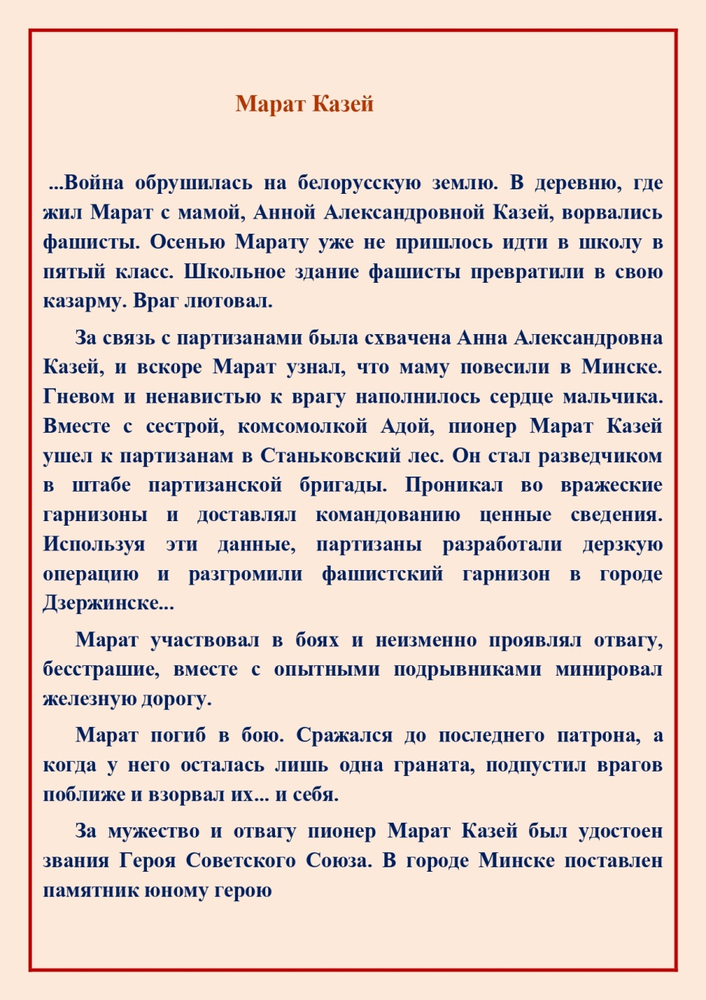 Марат Казей
...Война обрушилась на белорусскую землю. В деревню, где
жил Марат с мамой, Анной Александровной Казей, ворвались
фашисты. Осенью Марату уже не пришлось идти в школу в
пятый класс. Школьное здание фашисты превратили в свою
казарму. Враг лютовал.
За связь с партизанами была схвачена Анна Александровна
Казей, и вскоре Марат узнал, что маму повесили в Минске.
Гневом и ненавистью к врагу наполнилось сердце мальчика.
Вместе с сестрой, комсомолкой Адой, пионер Марат Казей
ушел к партизанам в Станьковский лес. Он стал разведчиком
в штабе партизанской бригады. Проникал во вражеские
гарнизоны и доставлял командованию ценные сведения.
Используя эти данные, партизаны разработали дерзкую
операцию и разгромили фашистский гарнизон в городе
Дзержинске...
Марат участвовал в боях и неизменно проявлял отвагу,
бесстрашие, вместе с опытными подрывниками минировал
железную дорогу.
Марат погиб в бою. Сражался до последнего патрона, а
когда у него осталась лишь одна граната, подпустил врагов
поближе и взорвал их... и себя.
За мужество и отвагу пионер Марат Казей был удостоен
звания Героя Советского Союза. В городе Минске поставлен
памятник юному герою